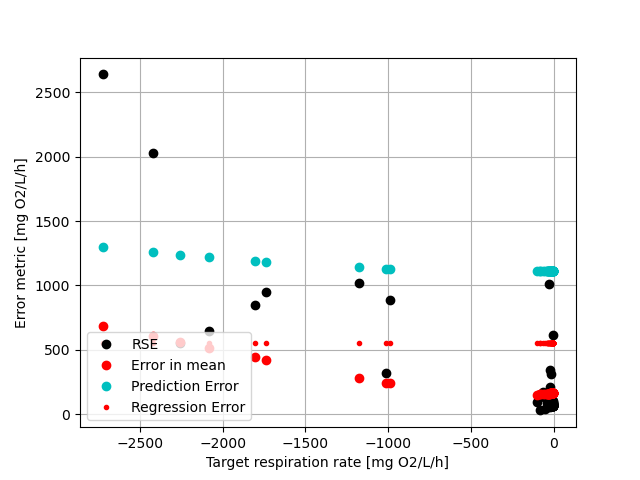 2500
2000
1500
1000
500
0
Error metric [mg O2/L/h]
RSE
Error in mean
Prediction Error
Regression Error
−2500
−2000
−1500
−1000
−500
0
Target respiration rate [mg O2/L/h]